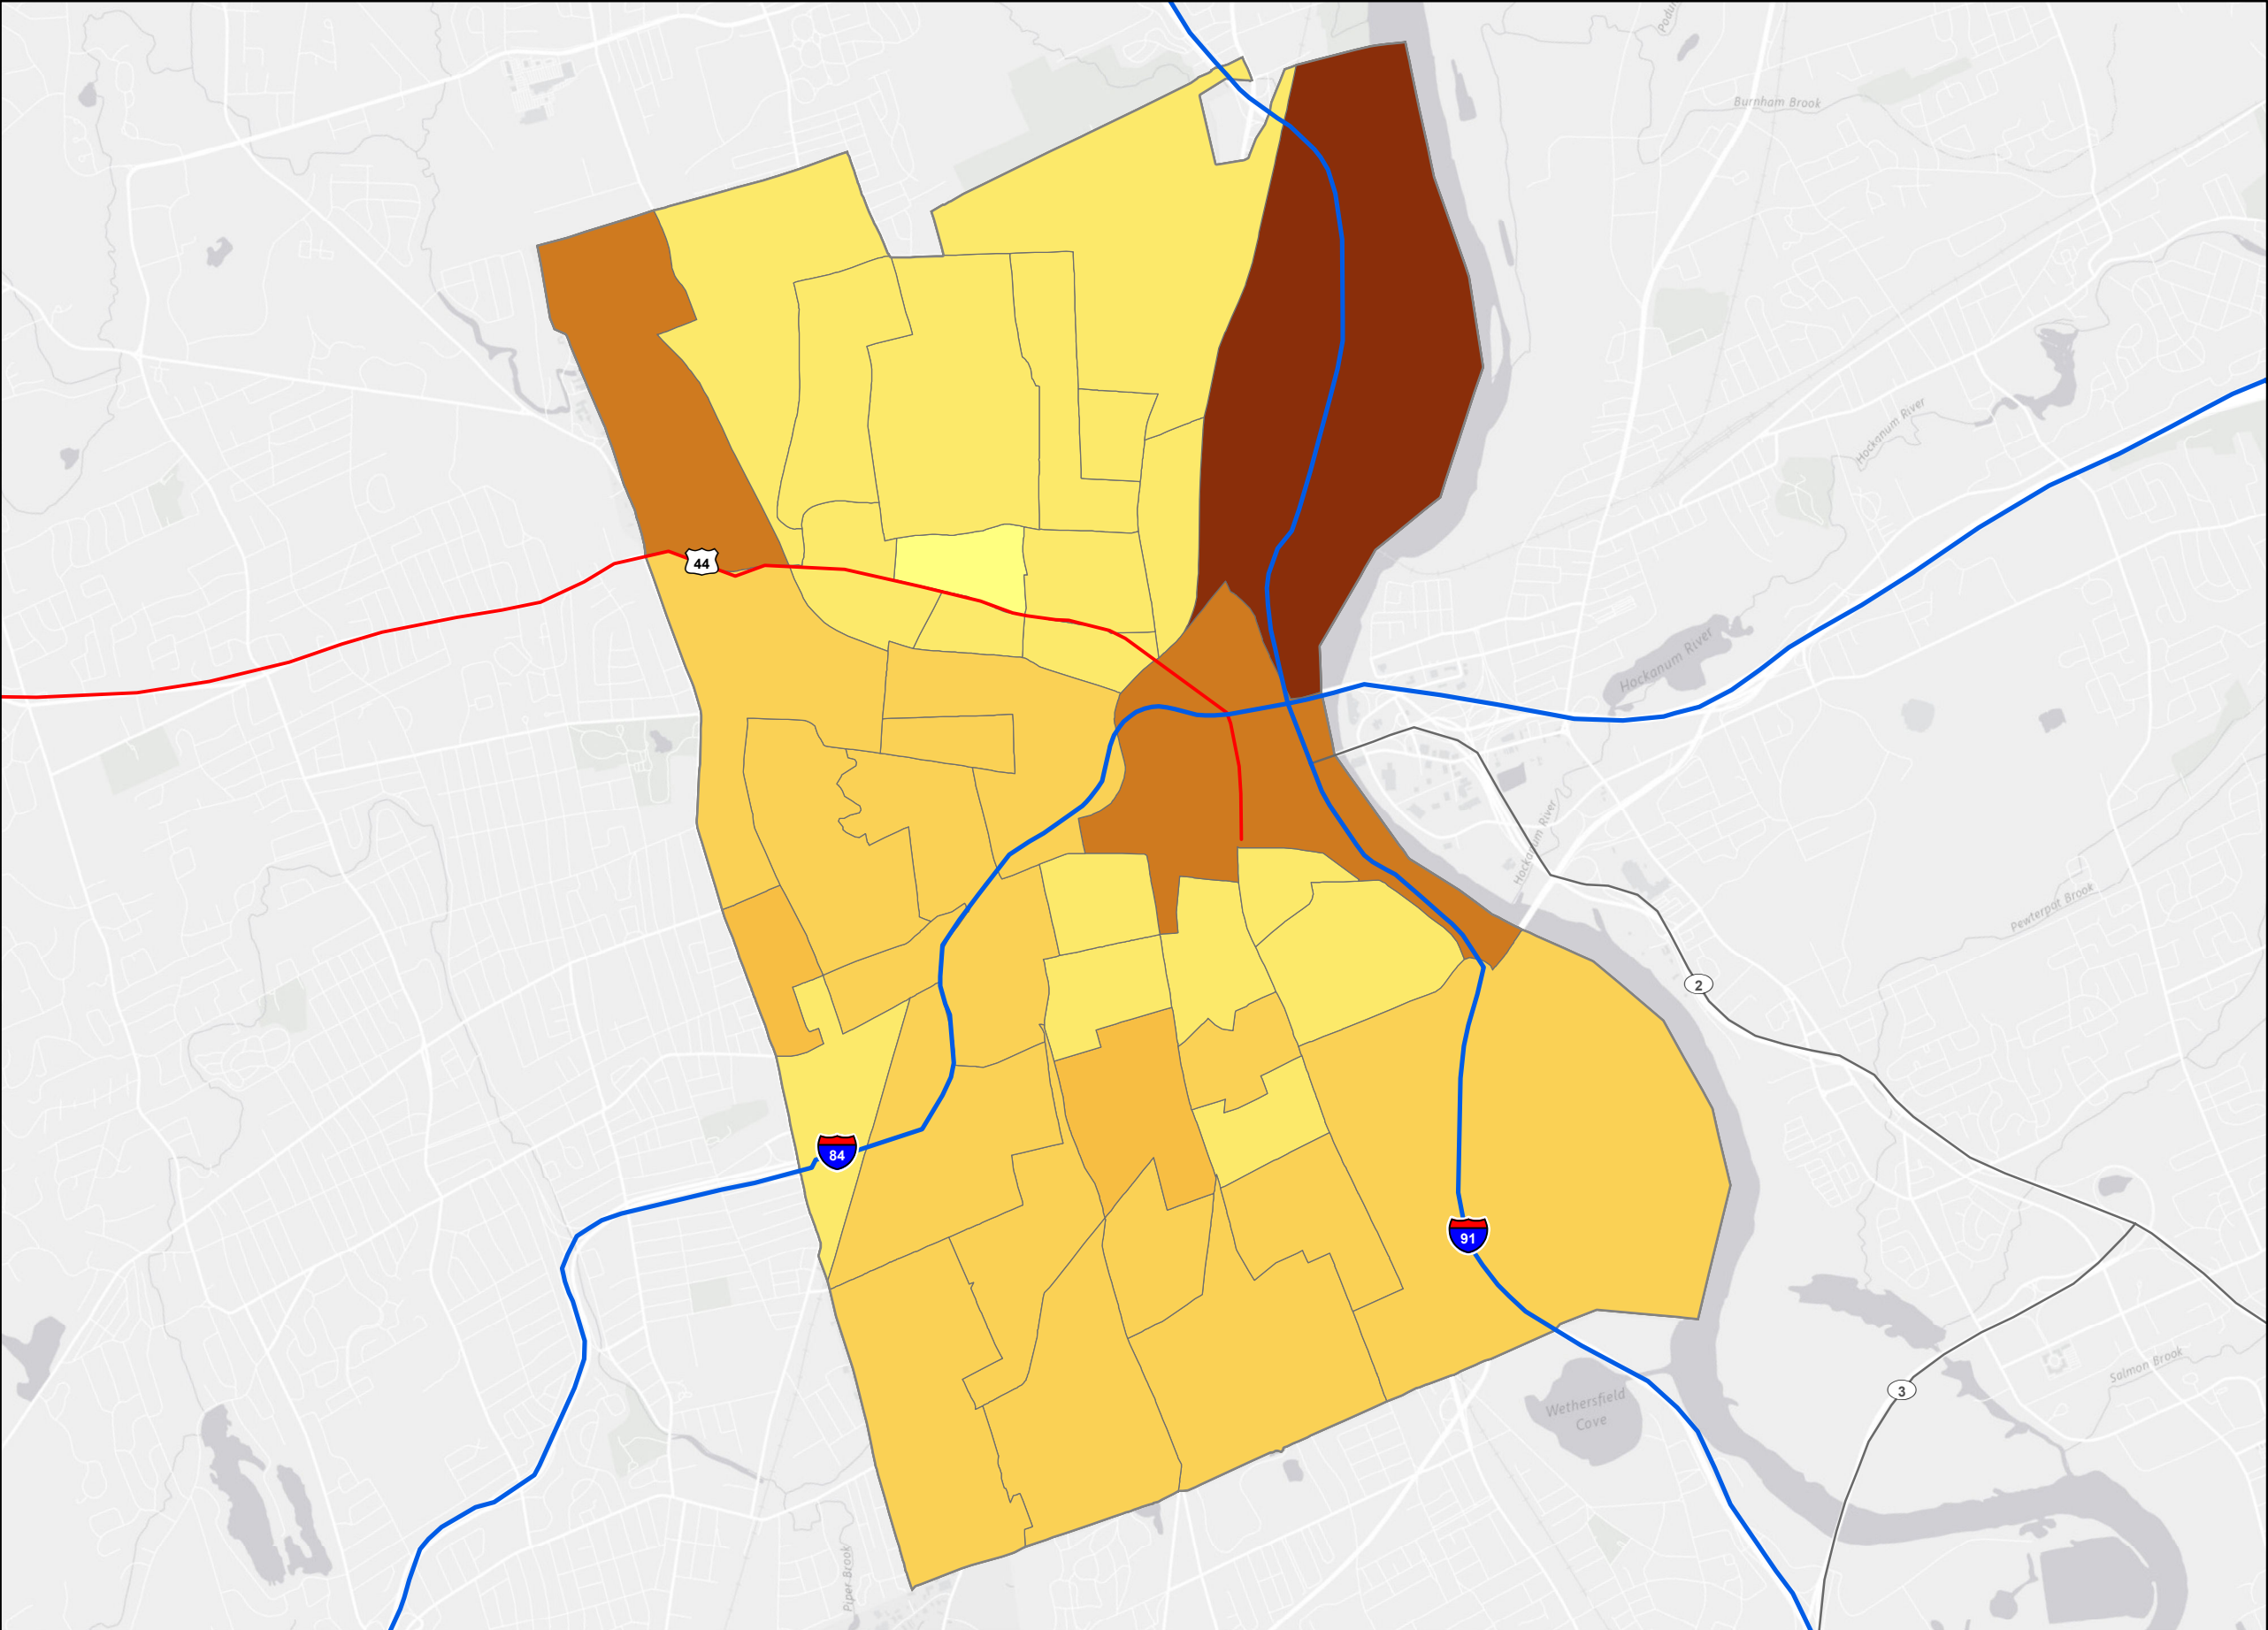 Podu
Burnham Brook
Hockanum River
44
Hockanum River
Hockanum River
Pewterpot Brook
2
84
91
Salmon Brook
3
Wethersfield
Cove
Piper Brook